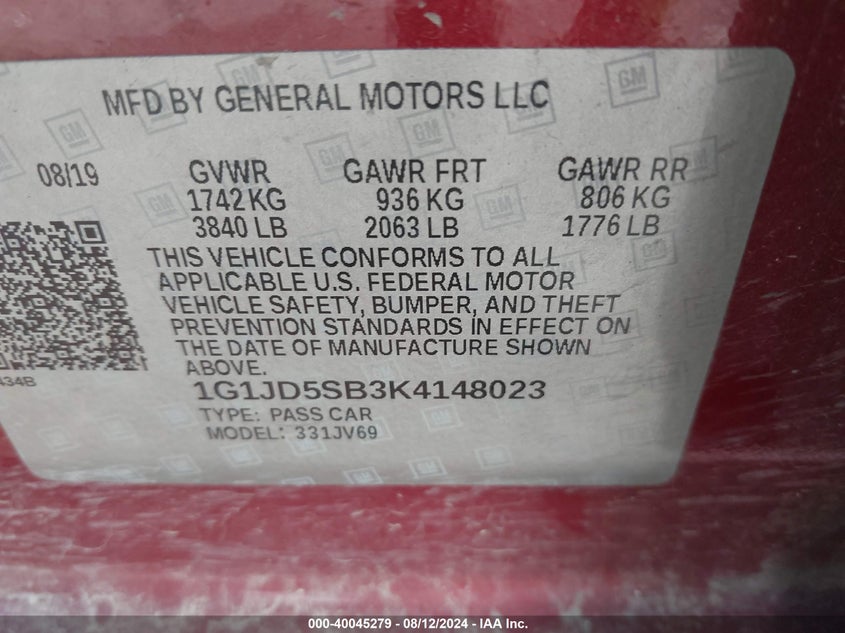 MFD BY GENERAL MOTORS LLC
08/19 GVWR GAWR FRT GAWR RR
1742 KG 936 KG 806 KG
3840 LB 2063 LB 1776 LB
THIS VEHICLE CONFORMS TO ALL
APPLICABLE U.S. FEDERAL MOTOR
VEHICLE SAFETY, BUMPER, AND THEFT
PREVENTION STANDARDS IN EFFECT ON
THE DATE OF MANUFACTURE SHOWN
ABOVE.
434B
1G1JD5SB3K4148023
TYPE: PASS CAR
MODEL: 331JV69
000-40045279 - 08/12/2024 - IAA Inc.